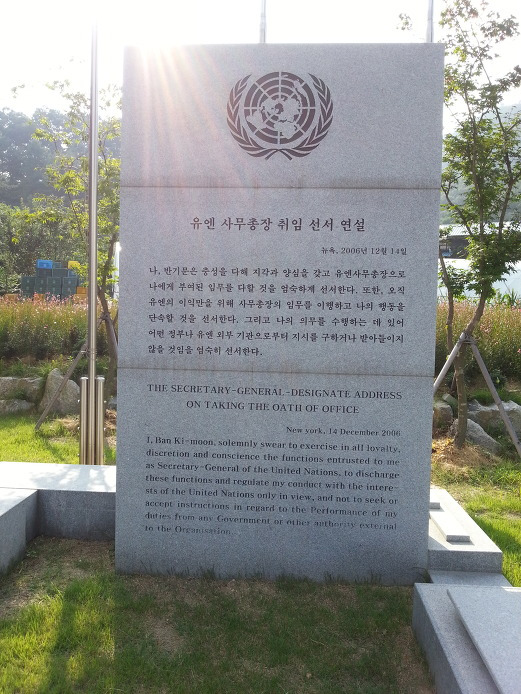 유엔 사무총장 취임 선서 연설
뉴욕, 2006년 12월 14일
나, 반기문은 충성을 다해 지각과 양심을 갖고 유엔사무총장으로
나에게 부여된 임무를 다할 것을 엄숙하게 선서한다. 또한, 오직
유엔의 이익만을 위해 사무총장의 임무를 이행하고 나의 행동을
단속할 것을 선서한다. 그리고 나의 의무를 수행하는 데 있어
어떤 정부나 유엔 외부 기관으로부터 지시를 구하거나 받아들이지
않을 것임을 엄숙히 선서한다.
THE SECRETARY-GENERAL-DESIGNATE ADDRESS
ON TAKING THE OATH OF OFFICE
New york, 14 December 2006
I, Ban Ki-moon, solemnly swear to exercise in all loyalty,
discretion and conscience the functions entrusted to me
as Secretary-General of the United Nations, to discharge
these functions and regulate my conduct with the intere-
sts of the United Nations only in view, and not to seek or
accept instructions in regard to the Performance of my
duties from any Government or other authority external
to the Organisation.